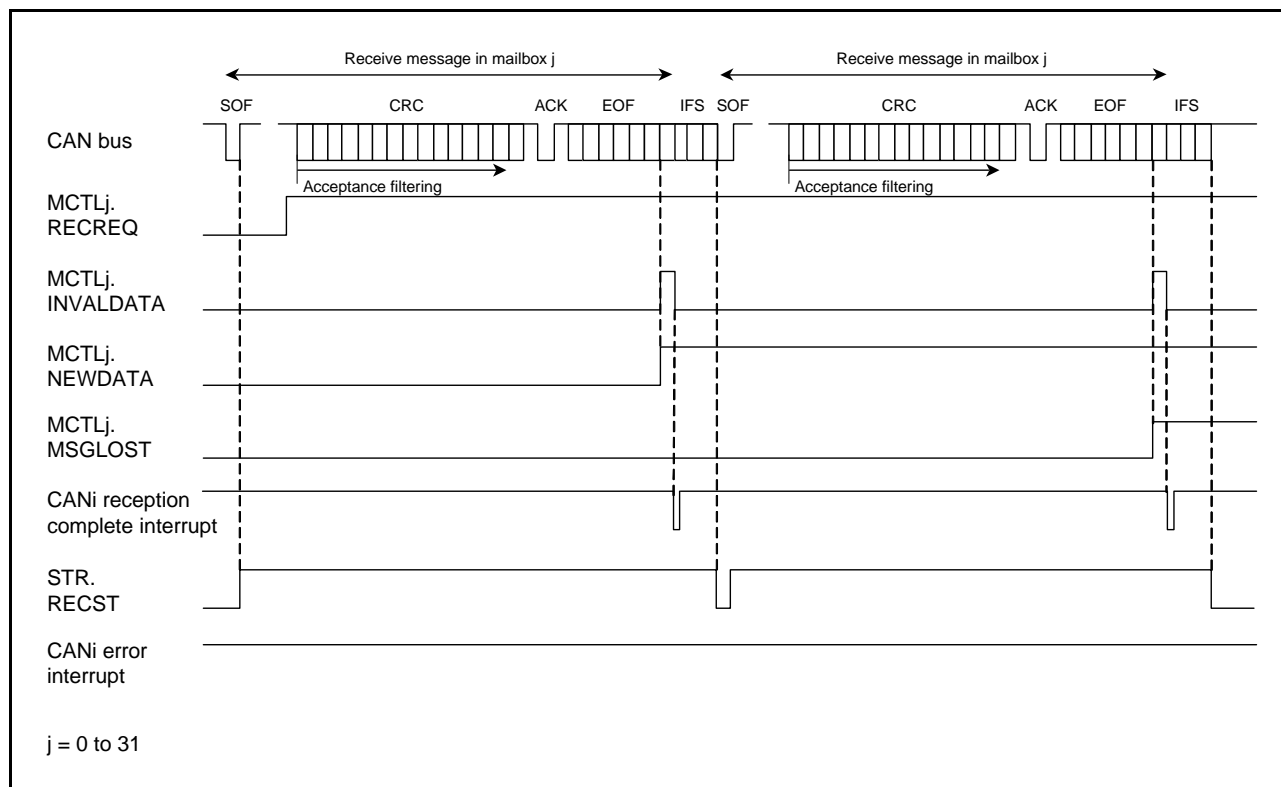 Receive message in mailbox j
Receive message in mailbox j
SOF CRC ACK EOF IFS SOF CRC ACK EOF IFS
CAN bus
Acceptance filtering
Acceptance filtering
MCTLj.
RECREQ
MCTLj.
INVALDATA
MCTLj.
NEWDATA
MCTLj.
MSGLOST
CANi reception
complete interrupt
STR.
RECST
CANi error
interrupt
j = 0 to 31